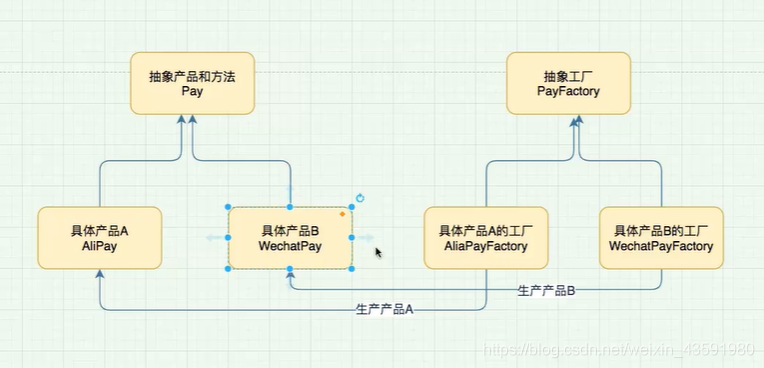 抽象产品和方法
Pay
抽象工厂
PayFactory
具体产品A
AliPay
具体产品B
WechatPay
具体产品A的工厂
AliaPayFactory
具体产品B的工厂
WechatPayFactory
生产产品B
生产产品A
https://blog.csdn.net/weixin_43591980